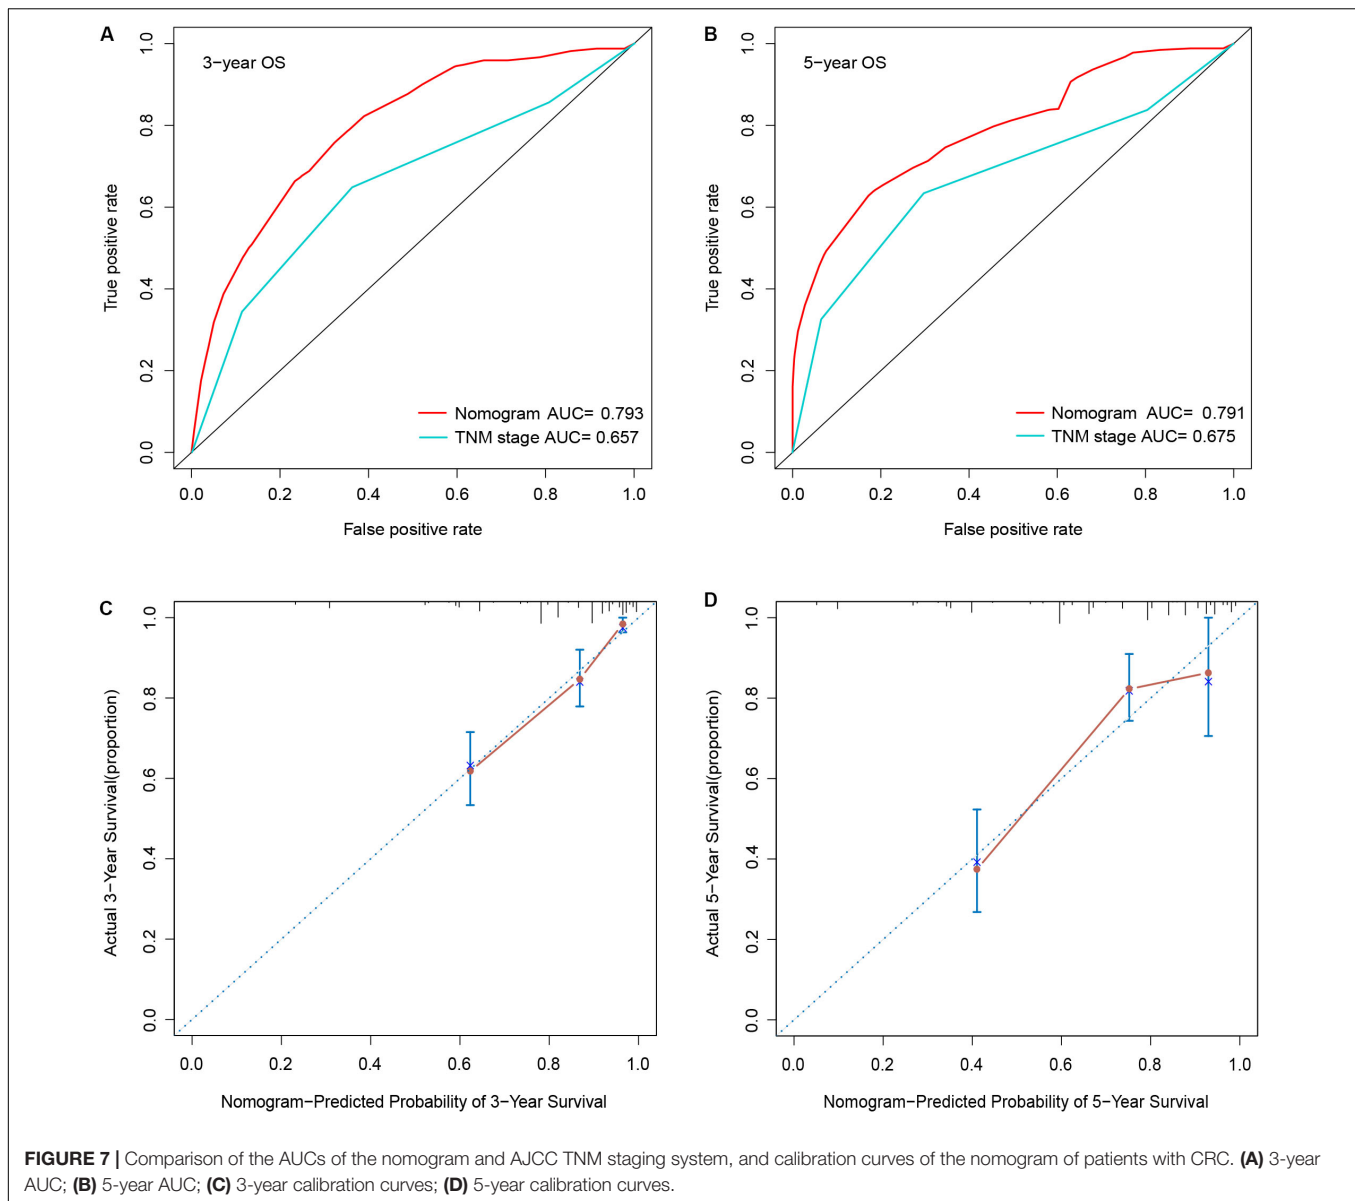 A
3−year OS
True positive rate
1.0
0.8
0.6
0.4
0.2
0.0
Nomogram AUC= 0.793
TNM stage AUC= 0.657
0.0 0.2 0.4 0.6 0.8 1.0
False positive rate
B
5−year OS
True positive rate
1.0
0.8
0.6
0.4
0.2
0.0
Nomogram AUC= 0.791
TNM stage AUC= 0.675
0.0 0.2 0.4 0.6 0.8 1.0
False positive rate
C
Actual 3−Year Survival(proportion)
1.0
0.8
0.6
0.4
0.2
0.0
0.0 0.2 0.4 0.6 0.8 1.0
Nomogram−Predicted Probability of 3−Year Survival
D
Actual 5−Year Survival(proportion)
1.0
0.8
0.6
0.4
0.2
0.0
0.0 0.2 0.4 0.6 0.8 1.0
Nomogram−Predicted Probability of 5−Year Survival
FIGURE 7 | Comparison of the AUCs of the nomogram and AJCC TNM staging system, and calibration curves of the nomogram of patients with CRC. (A) 3-year
AUC; (B) 5-year AUC; (C) 3-year calibration curves; (D) 5-year calibration curves.